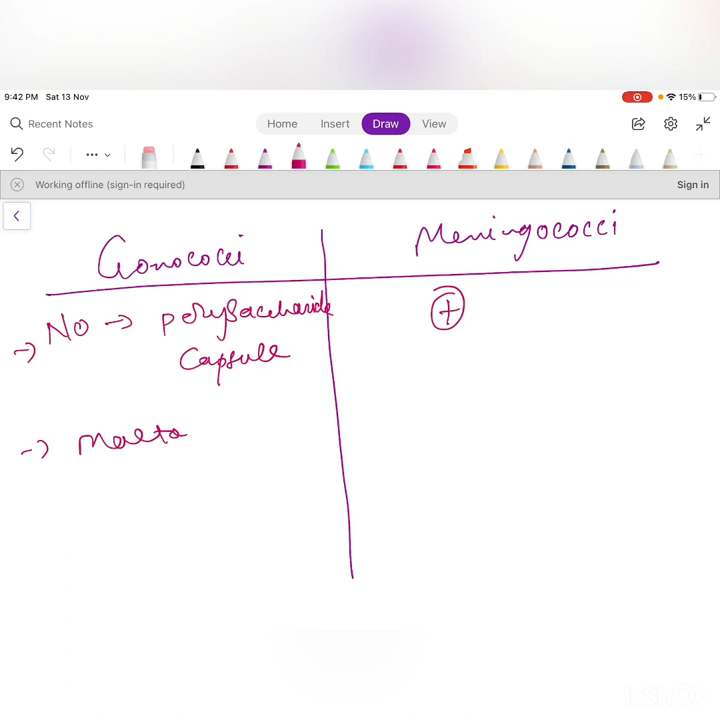 9:42 PM Sat 13 Nov 15%
Recent Notes Home Insert Draw View
Working offline (sign-in required) Sign in
Gonococci Meningococci
→ No → polysaccharide +
Capsule
→ Malto